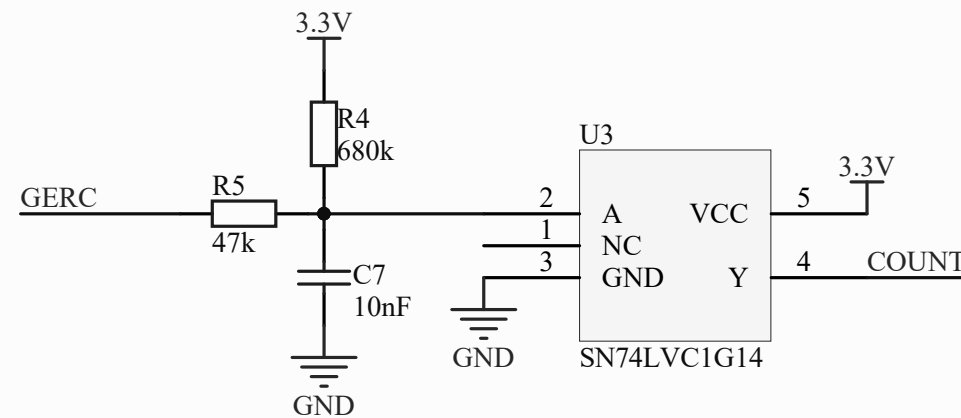 3.3V
R4
680k
GERC
R5
47k
C7
10nF
GND
U3
2
A
VCC
5
3.3V
1
NC
3
GND
Y
4
COUNT
GND
SN74LVC1G14